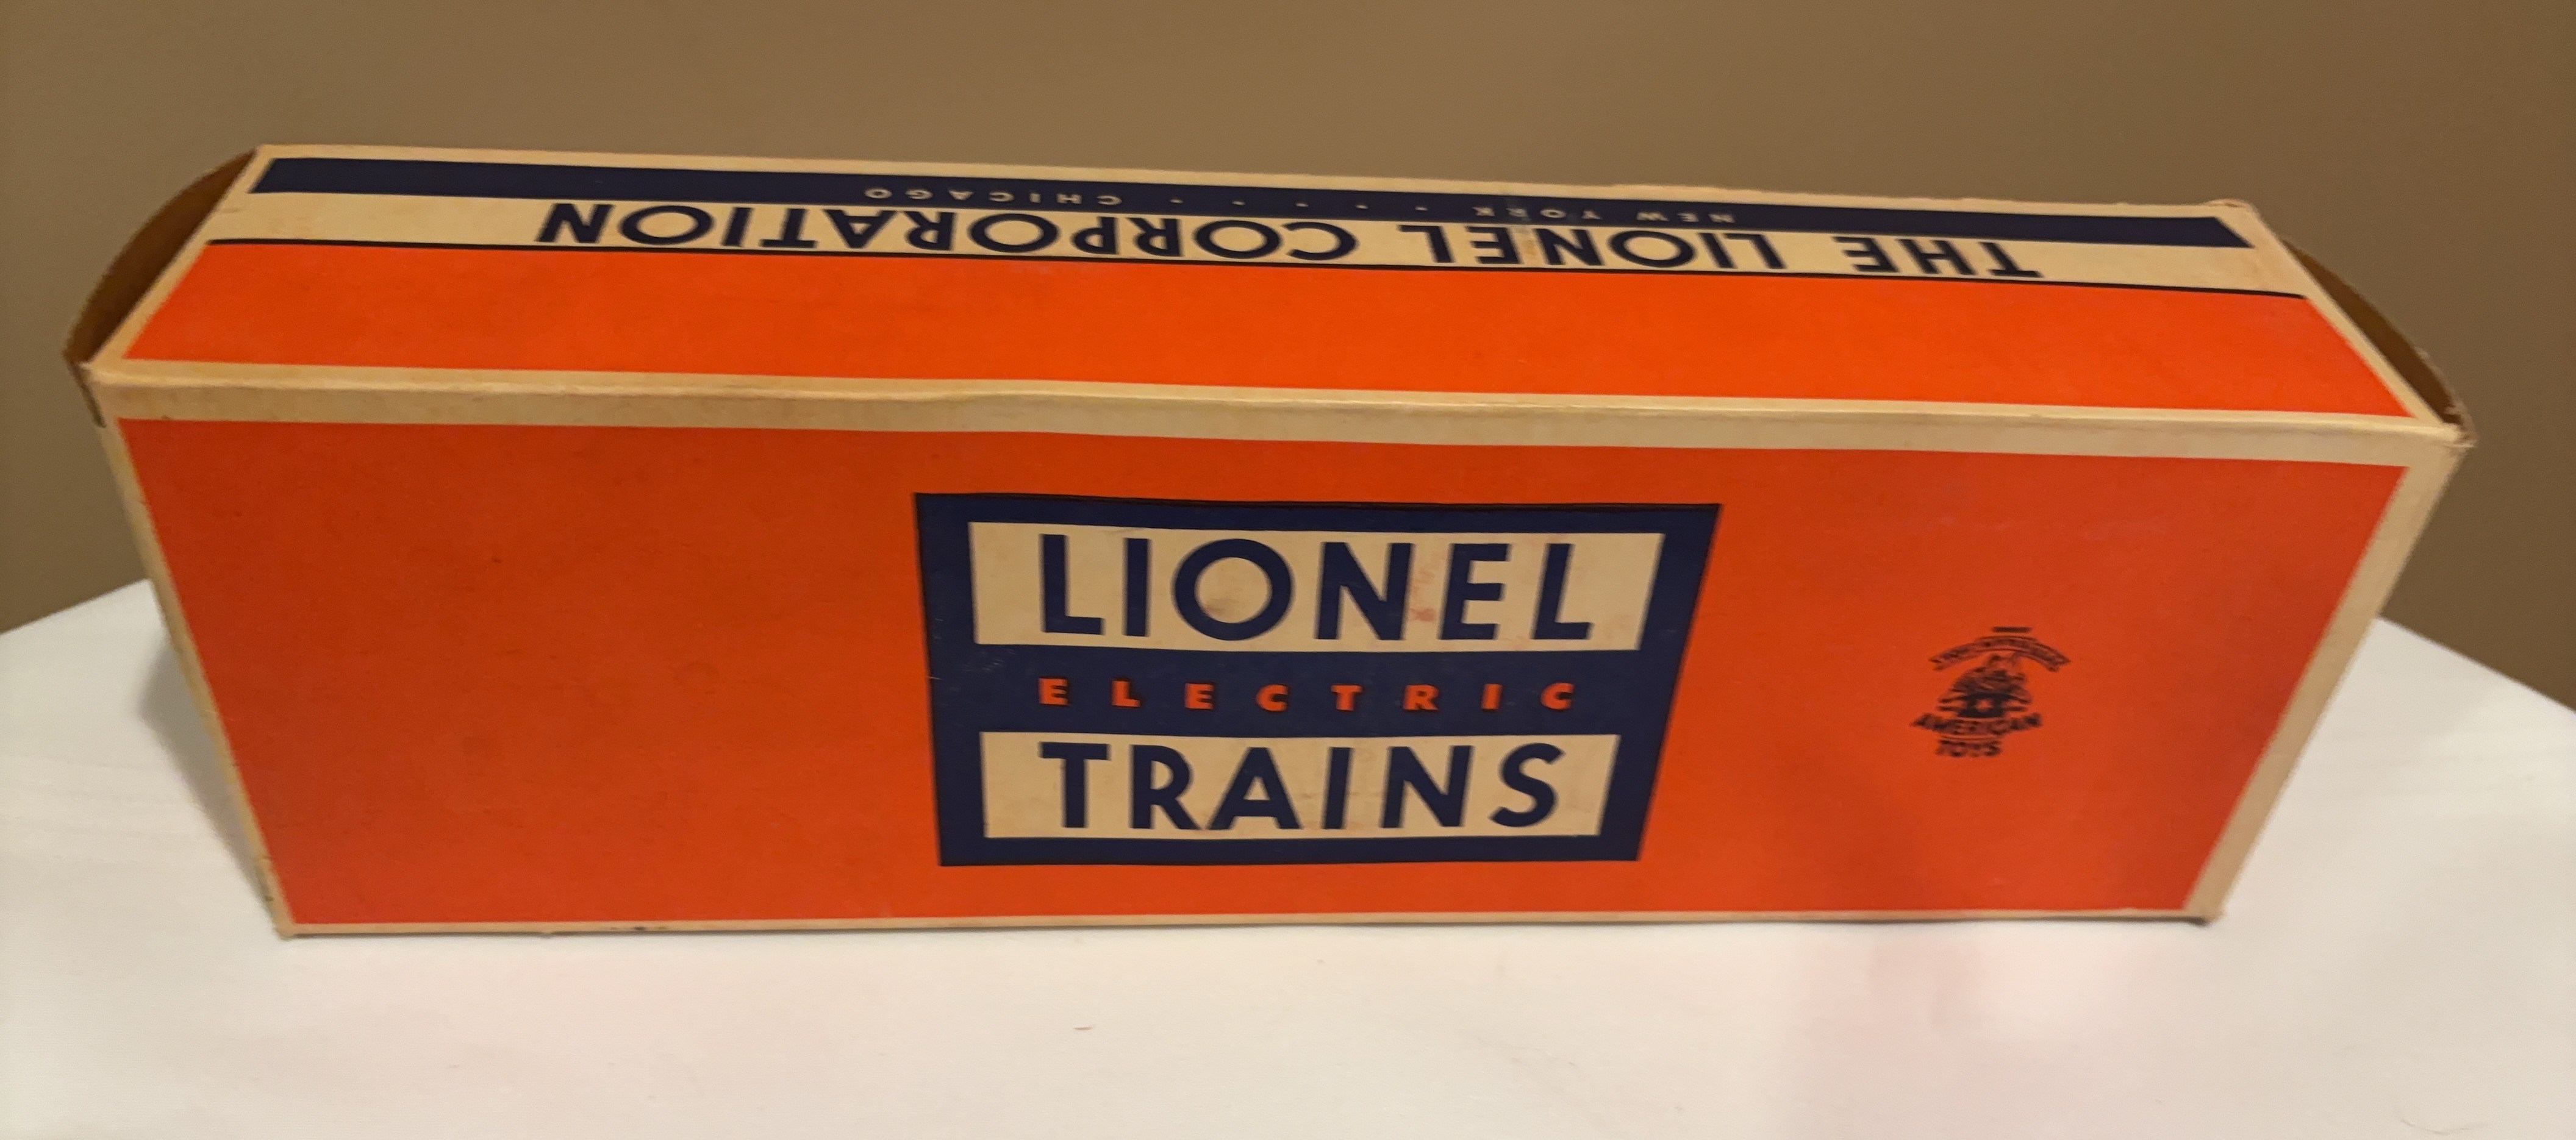 NEW YORK · · · · · · CHICAGO
THE LIONEL CORPORATION
LIONEL
ELECTRIC
TRAINS
AMERICAN
TOYS